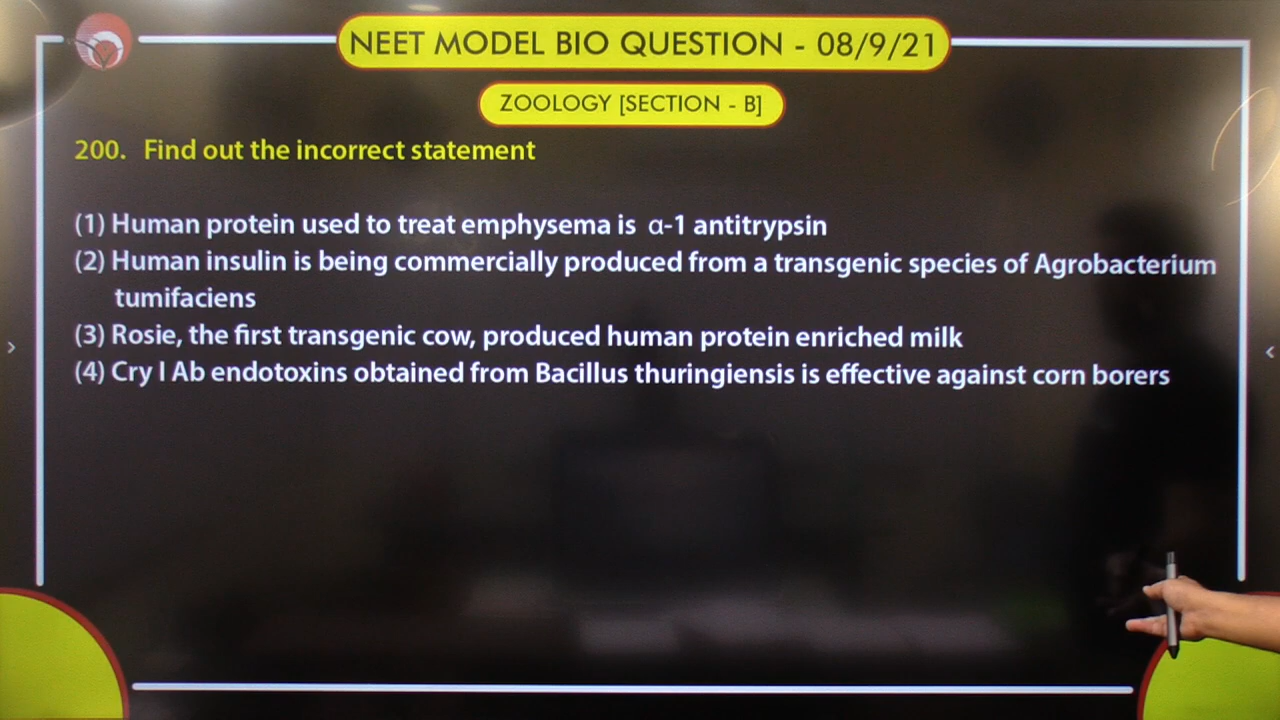 NEET MODEL BIO QUESTION - 08/9/21
ZOOLOGY [SECTION - B]
200. Find out the incorrect statement
(1) Human protein used to treat emphysema is α-1 antitrypsin
(2) Human insulin is being commercially produced from a transgenic species of Agrobacterium
tumifaciens
(3) Rosie, the first transgenic cow, produced human protein enriched milk
(4) Cry I Ab endotoxins obtained from Bacillus thuringiensis is effective against corn borers